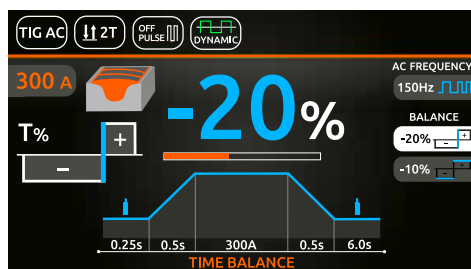 TIG AC
2T
OFF
PULSE
DYNAMIC
300 A
T%
+
-
-20%
AC FREQUENCY
150Hz
BALANCE
-20%
-10%
0.25s 0.5s 300A 0.5s 6.0s
TIME BALANCE